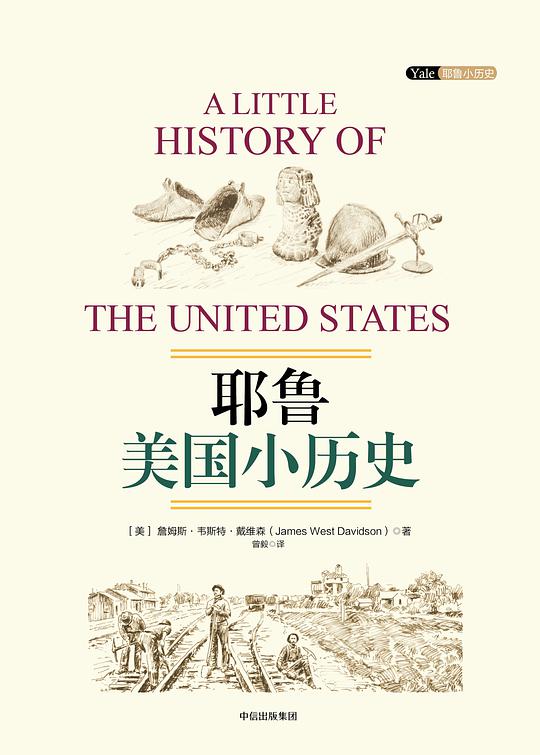 Yale 耶鲁小历史
A LITTLE
HISTORY OF
THE UNITED STATES
耶鲁
美国小历史
［美］詹姆斯·韦斯特·戴维森（James West Davidson）◎著
曾毅◎译
中信出版集团